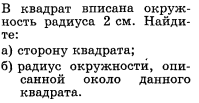 В квадрат вписана окруж-
ность радиуса 2 см. Найди-
те:
а) сторону квадрата;
б) радиус окружности, опи-
санной около данного
квадрата.